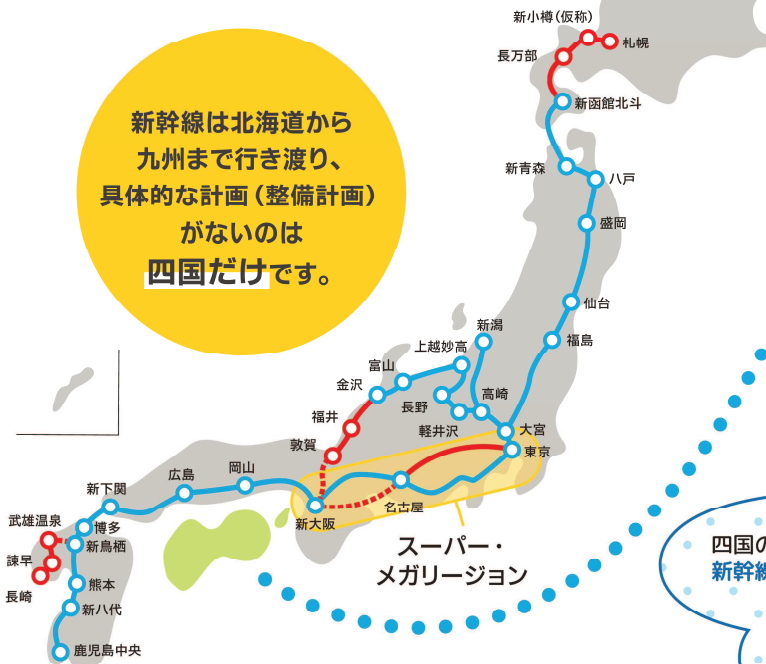 新幹線は北海道から
九州まで行き渡り、
具体的な計画（整備計画）
がないのは
四国だけです。
新小樽（仮称）
札幌
長万部
新函館北斗
新青森
八戸
盛岡
仙台
福島
新潟
上越妙高
富山
金沢
長野
高崎
軽井沢
福井
敦賀
大宮
東京
名古屋
新大阪
岡山
広島
新下関
博多
武雄温泉
新鳥栖
諫早
長崎
熊本
新八代
鹿児島中央
スーパー・
メガリージョン
四国の
新幹線